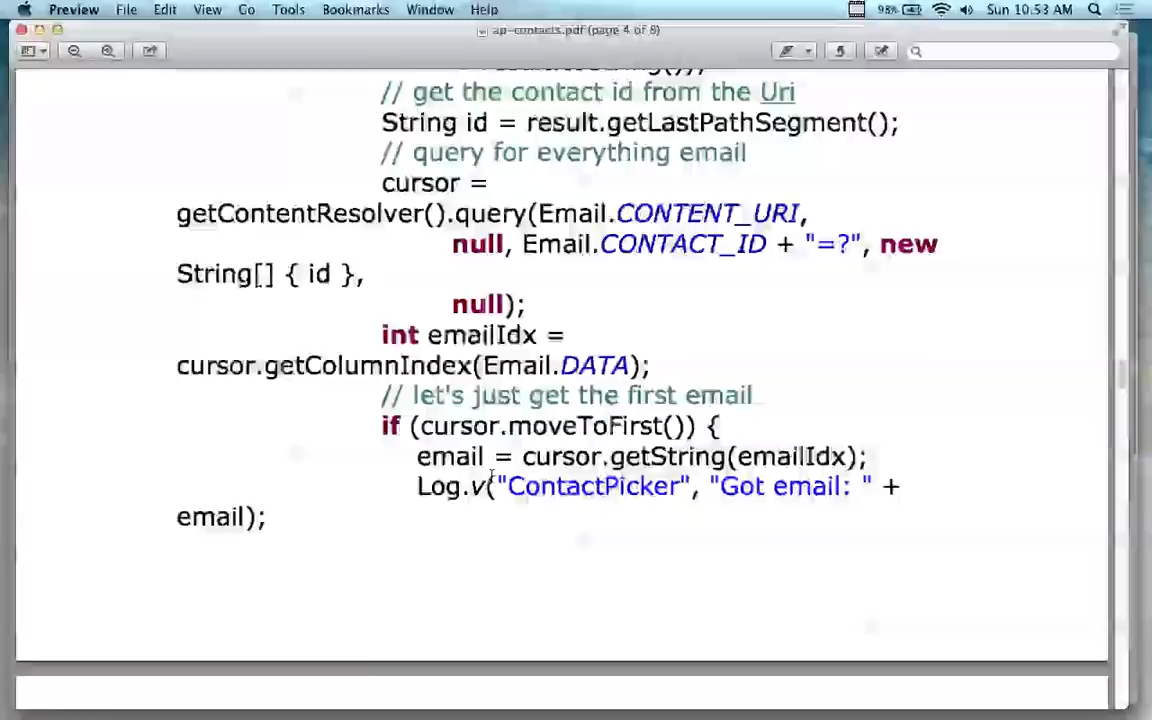 Preview File Edit View Go Tools Bookmarks Window Help 98% Sun 10:53 AM
ap-contacts.pdf (page 4 of 8)
// get the contact id from the Uri
String id = result.getLastPathSegment();
// query for everything email
cursor =
getContentResolver().query(Email.CONTENT_URI,
null, Email.CONTACT_ID + "=?", new
String[] { id },
null);
int emailIdx =
cursor.getColumnIndex(Email.DATA);
// let's just get the first email
if (cursor.moveToFirst()) {
email = cursor.getString(emailIdx);
Log.v("ContactPicker", "Got email: " +
email);